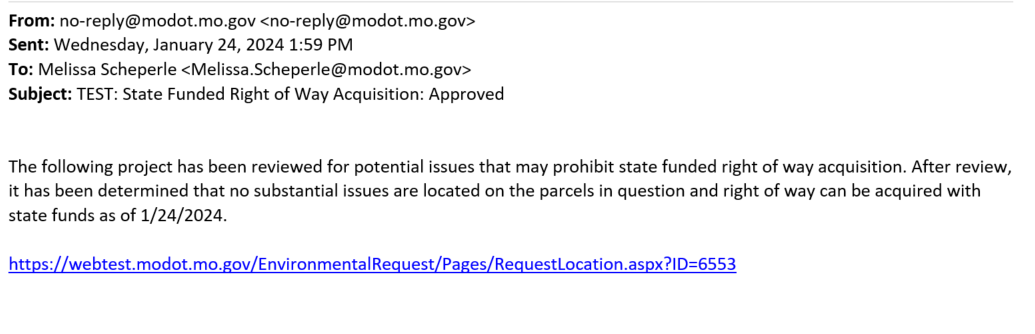 From: no-reply@modot.mo.gov <no-reply@modot.mo.gov>
Sent: Wednesday, January 24, 2024 1:59 PM
To: Melissa Scheperle <Melissa.Scheperle@modot.mo.gov>
Subject: TEST: State Funded Right of Way Acquisition: Approved
The following project has been reviewed for potential issues that may prohibit state funded right of way acquisition. After review,
it has been determined that no substantial issues are located on the parcels in question and right of way can be acquired with
state funds as of 1/24/2024.
https://webtest.modot.mo.gov/EnvironmentalRequest/Pages/RequestLocation.aspx?ID=6553